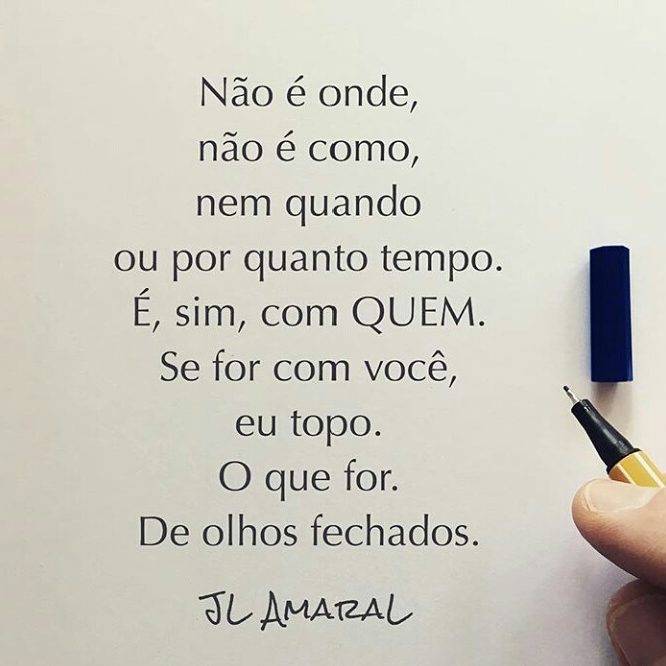 Não é onde,
não é como,
nem quando
ou por quanto tempo.
É, sim, com QUEM.
Se for com você,
eu topo.
O que for.
De olhos fechados.
JL AMARAL